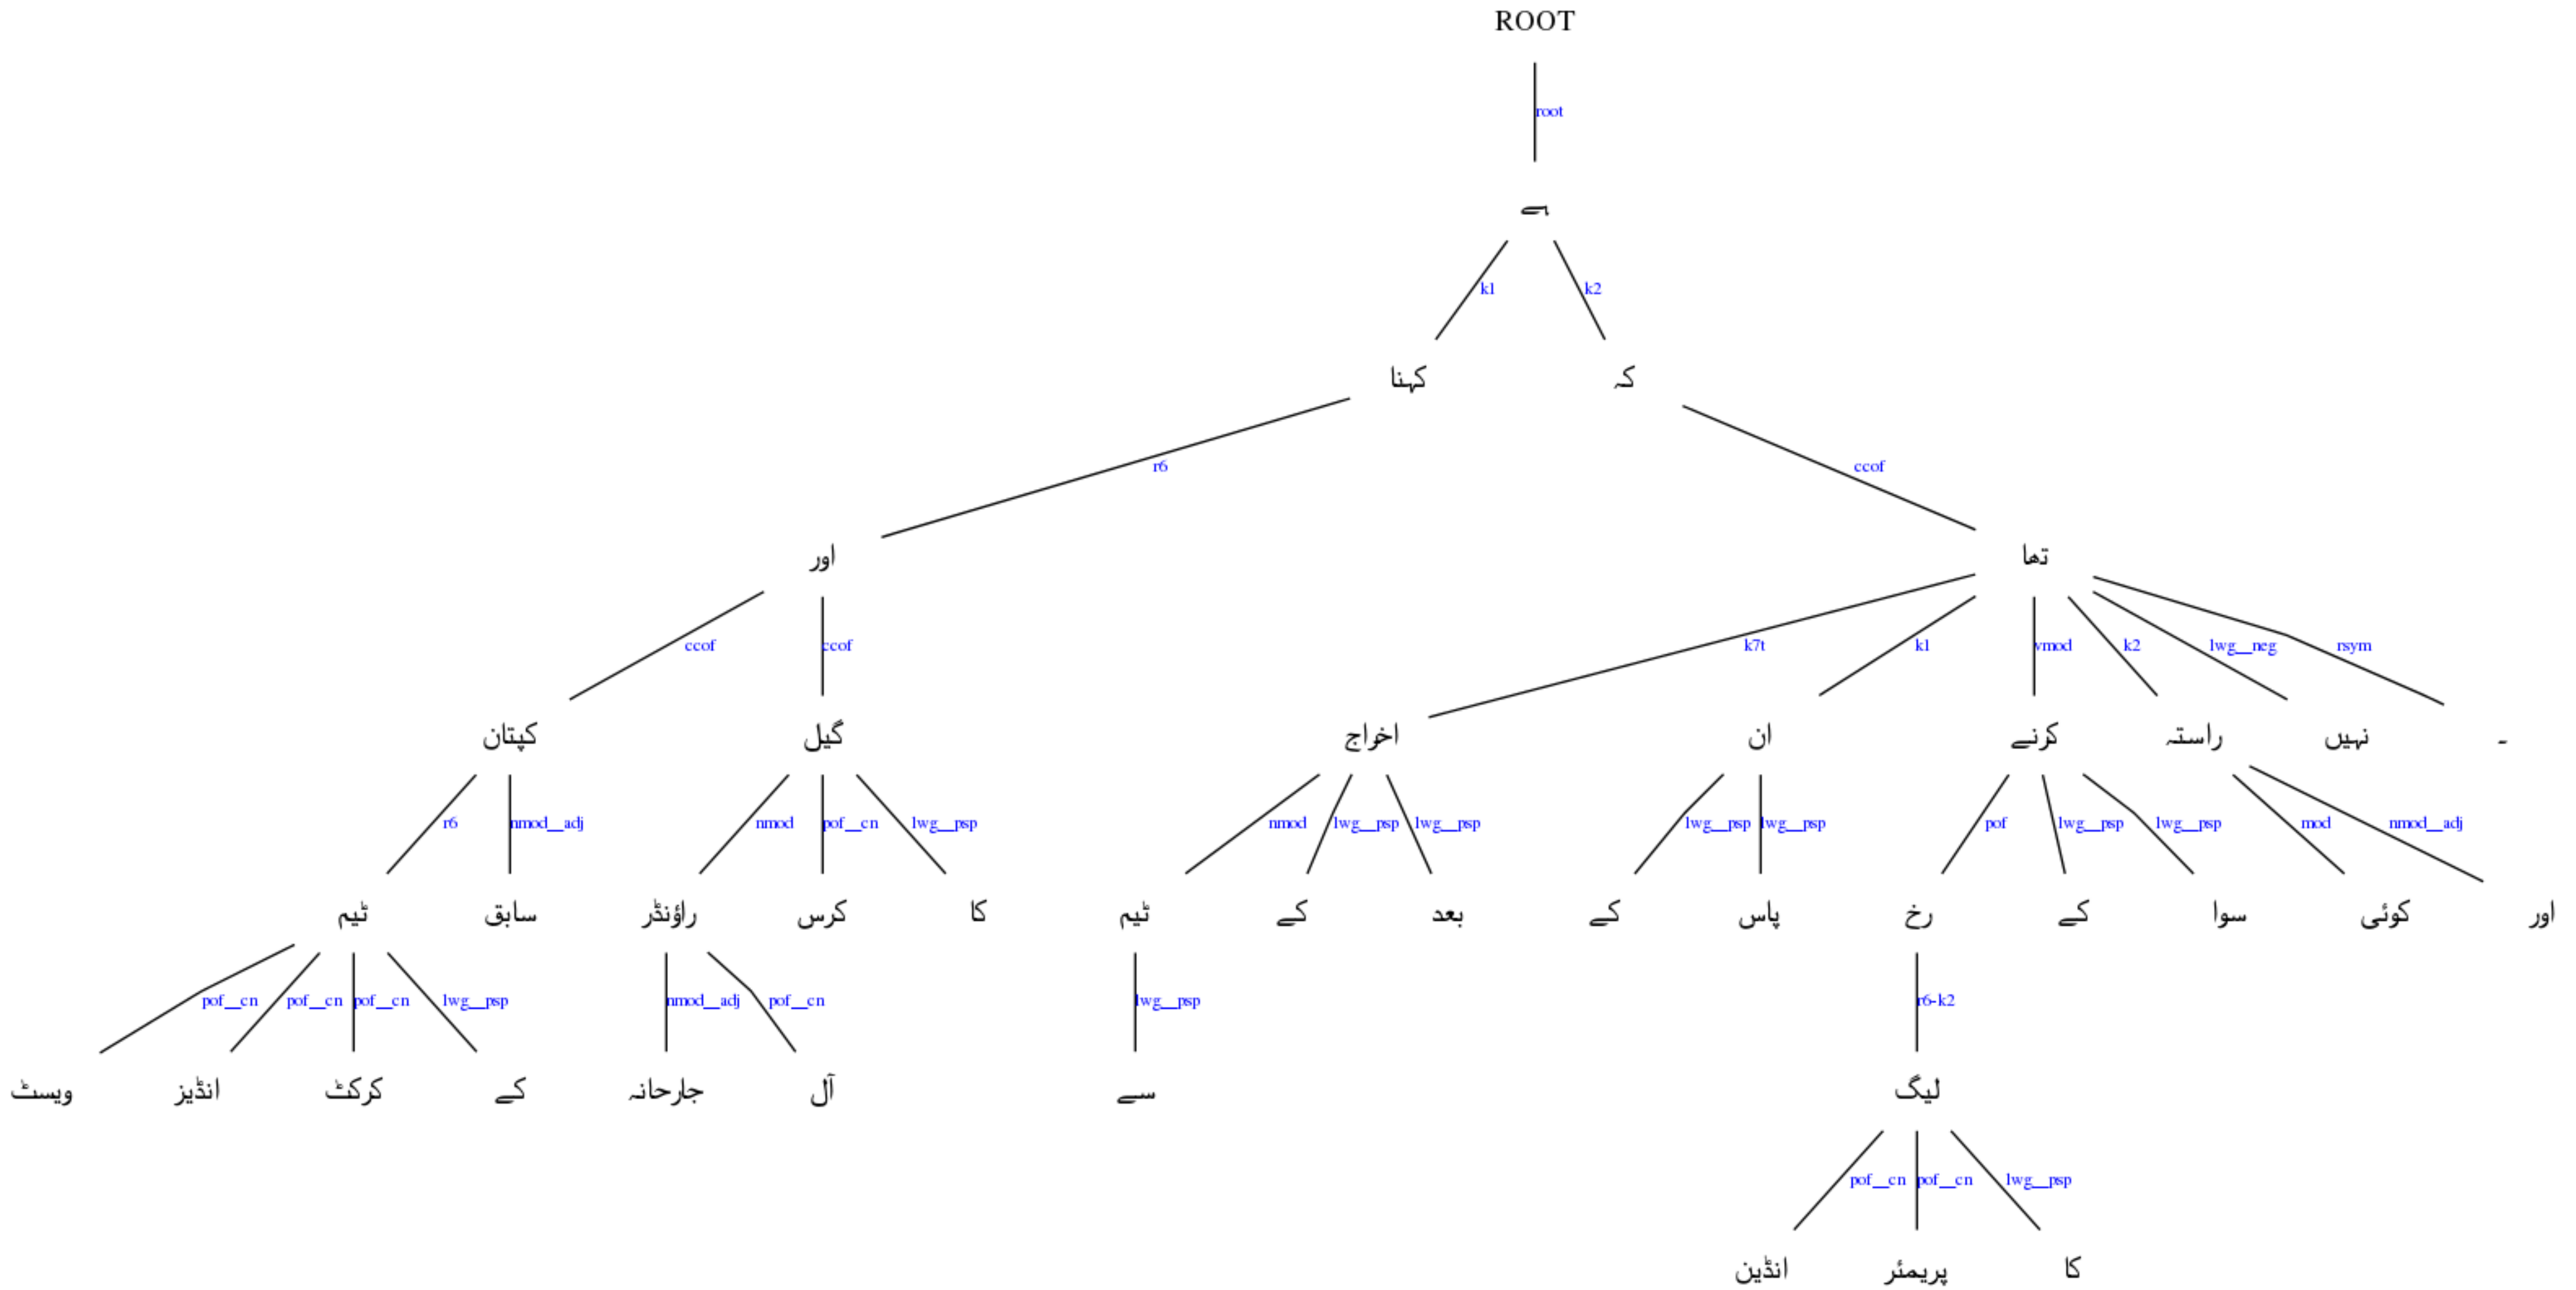 ROOT
root
ہے
k1 k2
کہنا کہ
r6 ccof
اور تھا
ccof ccof k7t k1 vmod k2 lwg__neg rsym
کپتان گیل اخراج ان کرنے راستہ نہیں ۔
r6 nmod__adj nmod pof__cn lwg__psp nmod lwg__psp lwg__psp lwg__psp lwg__psp pof lwg__psp lwg__psp mod nmod__adj
ٹیم سابق راؤنڈر کرس کا ٹیم کے بعد کے پاس رخ کے سوا کوئی اور
pof__cn pof__cn pof__cn lwg__psp nmod__adj pof__cn lwg__psp r6-k2
ویسٹ انڈیز کرکٹ کے جارحانہ آل سے لیگ
pof__cn pof__cn lwg__psp
انڈین پریمئر کا